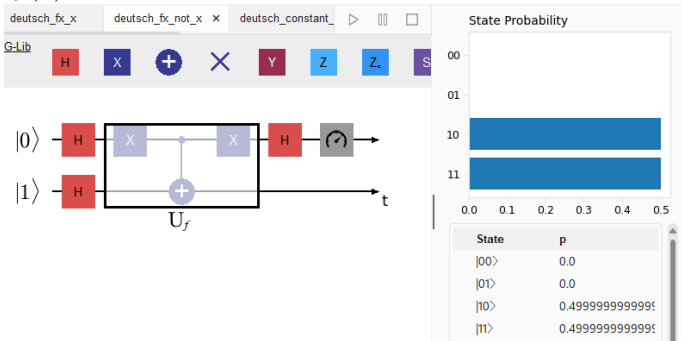 deutsch_fx_x deutsch_fx_not_x × deutsch_constant_
State Probability
G-Lib H X Y Z Z S
00
01
10
11
0.0 0.1 0.2 0.3 0.4 0.5
|0⟩ H X X H
|1⟩ H t
U_f
State p
|00⟩ 0.0
|01⟩ 0.0
|10⟩ 0.4999999999999
|11⟩ 0.4999999999999